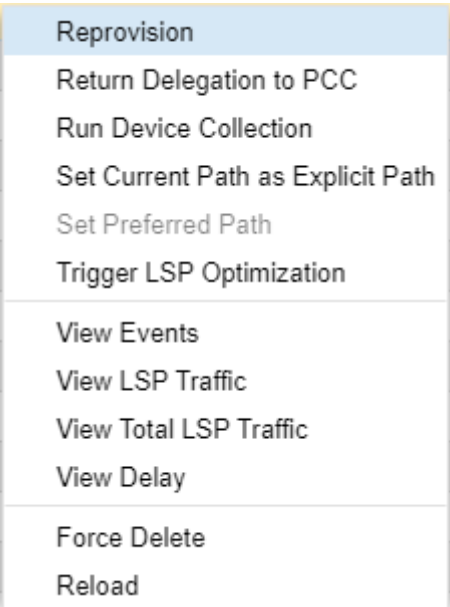 Reprovision
Return Delegation to PCC
Run Device Collection
Set Current Path as Explicit Path
Set Preferred Path
Trigger LSP Optimization
View Events
View LSP Traffic
View Total LSP Traffic
View Delay
Force Delete
Reload